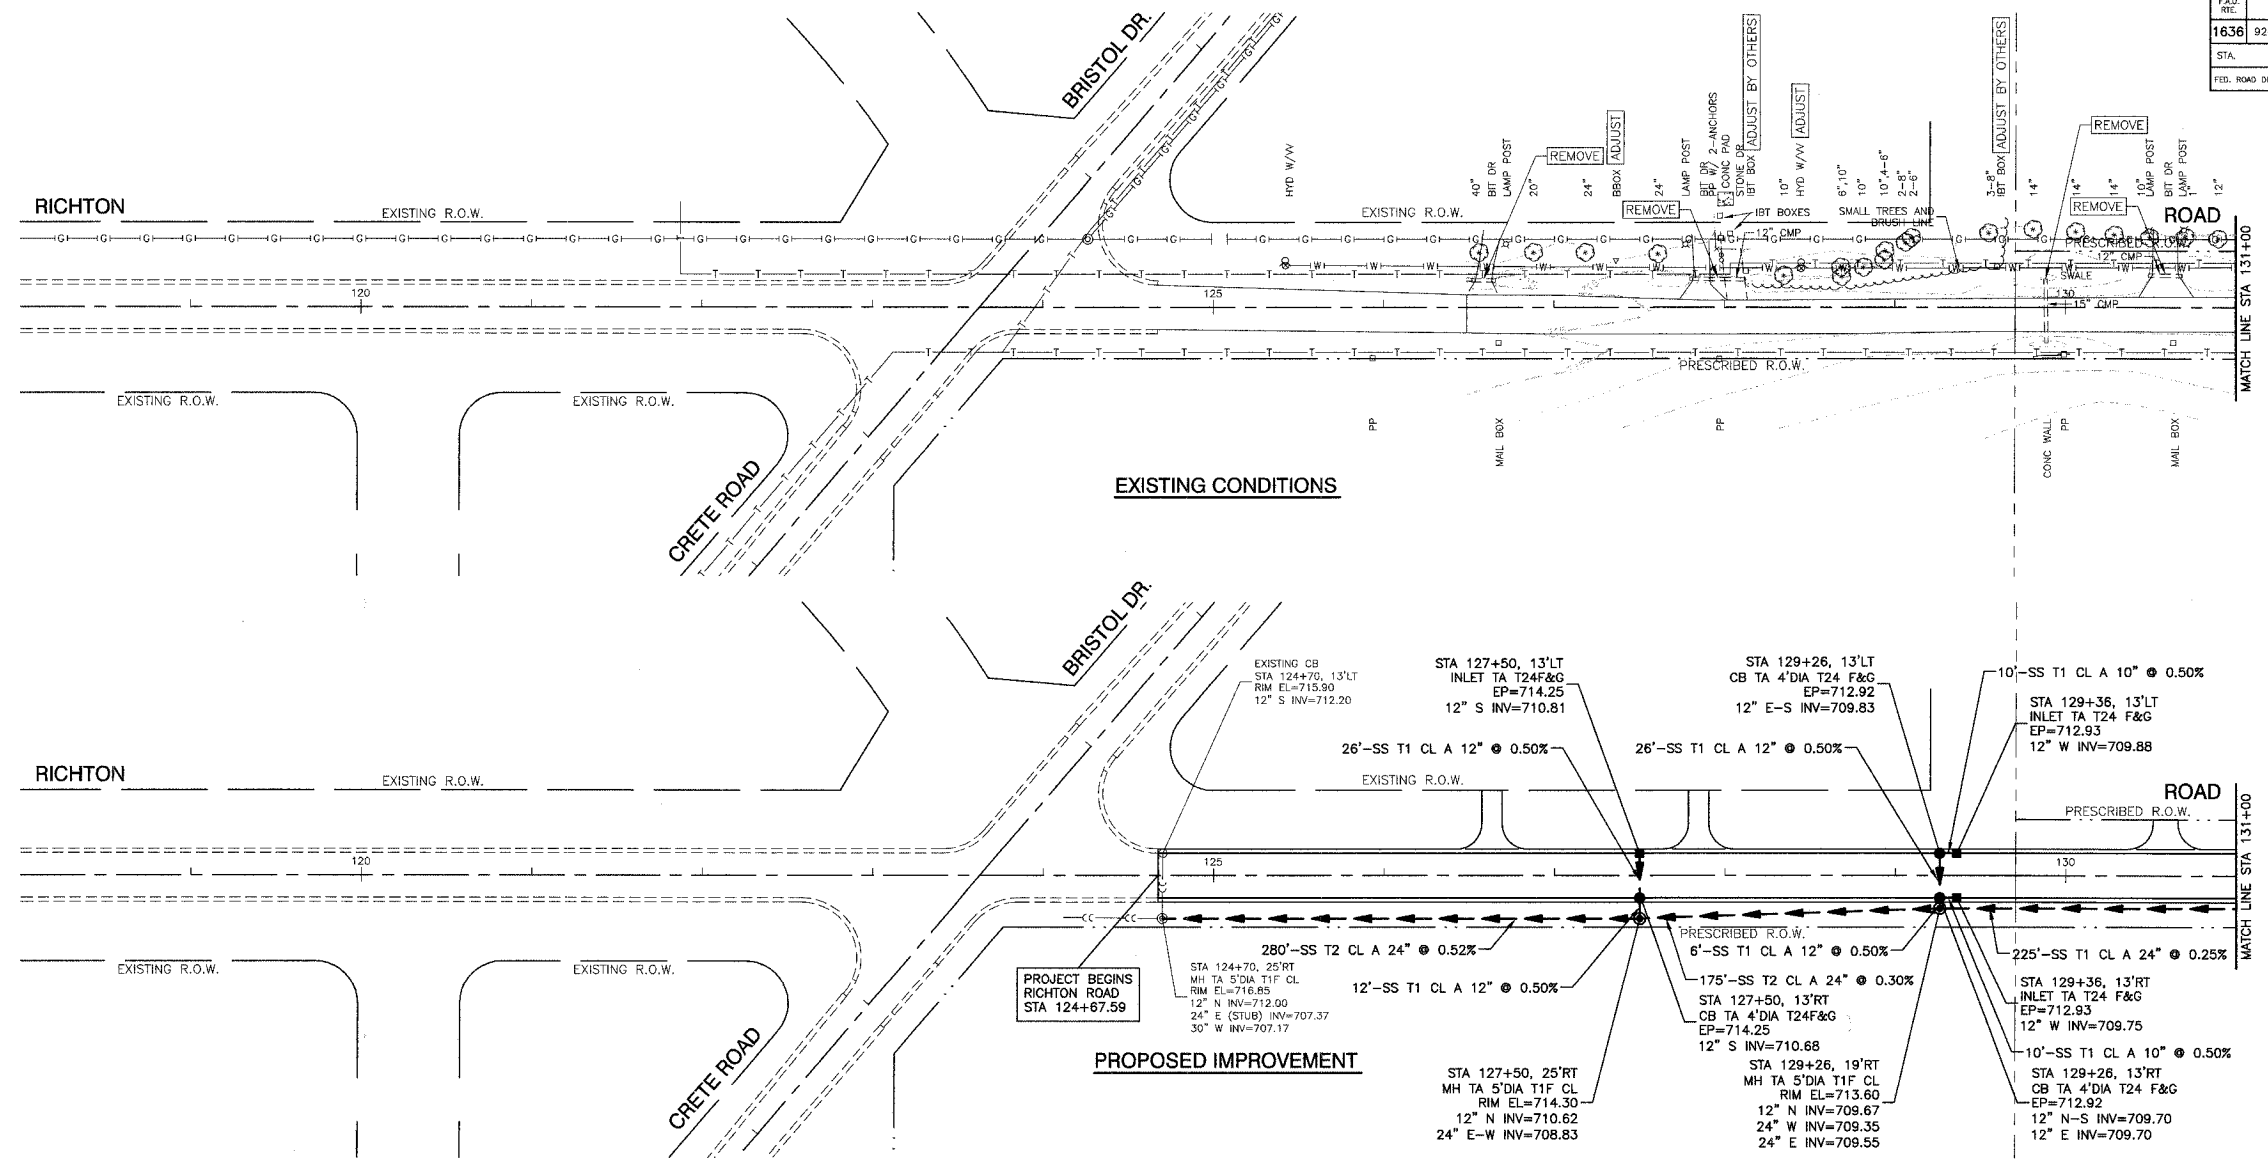 F.A.U.
RTE.
1636 92
STA.
FED. ROAD DI
BRISTOL DR.
RICHTON
EXISTING R.O.W.
HYD W/VV
40"
BIT DR
LAMP POST
20"
REMOVE
24"
BBOX ADJUST
24"
LAMP POST
BIT DR
PP W/ 2-ANCHORS
CONC PAD
STONE DR
IBT BOX ADJUST BY OTHERS
10"
HYD W/VV ADJUST
6",10"
10"
10",4-6"
2-8"
2-6"
3-8"
IBT BOX ADJUST BY OTHERS
14"
14"
14"
REMOVE
10"
LAMP POST
BIT DR
LAMP POST
1"
12"
EXISTING R.O.W.
REMOVE
IBT BOXES
12" CMP
SMALL TREES AND
BRUSH LINE
REMOVE
ROAD
PRESCRIBED R.O.W.
12" CMP
SWALE
15" CMP
120
125
130
MATCH LINE STA 131+00
PRESCRIBED R.O.W.
EXISTING R.O.W.
EXISTING R.O.W.
PP
MAIL BOX
PP
CONC WALL
PP
MAIL BOX
CRETE ROAD
EXISTING CONDITIONS
BRISTOL DR.
RICHTON
EXISTING R.O.W.
EXISTING CB
STA 124+70, 13'LT
RIM EL=715.90
12" S INV=712.20
STA 127+50, 13'LT
INLET TA T24F&G
EP=714.25
12" S INV=710.81
26'-SS T1 CL A 12" @ 0.50%
STA 129+26, 13'LT
CB TA 4'DIA T24 F&G
EP=712.92
12" E-S INV=709.83
26'-SS T1 CL A 12" @ 0.50%
10'-SS T1 CL A 10" @ 0.50%
STA 129+36, 13'LT
INLET TA T24 F&G
EP=712.93
12" W INV=709.88
EXISTING R.O.W.
ROAD
PRESCRIBED R.O.W.
120
125
130
MATCH LINE STA 131+00
EXISTING R.O.W.
EXISTING R.O.W.
PRESCRIBED R.O.W.
PROJECT BEGINS
RICHTON ROAD
STA 124+67.59
280'-SS T2 CL A 24" @ 0.52%
STA 124+70, 25'RT
MH TA 5'DIA T1F CL
RIM EL=716.85
12" N INV=712.00
24" E (STUB) INV=707.37
30" W INV=707.17
12'-SS T1 CL A 12" @ 0.50%
6'-SS T1 CL A 12" @ 0.50%
175'-SS T2 CL A 24" @ 0.30%
STA 127+50, 13'RT
CB TA 4'DIA T24F&G
EP=714.25
12" S INV=710.68
225'-SS T1 CL A 24" @ 0.25%
STA 129+36, 13'RT
INLET TA T24 F&G
EP=712.93
12" W INV=709.75
10'-SS T1 CL A 10" @ 0.50%
STA 127+50, 25'RT
MH TA 5'DIA T1F CL
RIM EL=714.30
12" N INV=710.62
24" E-W INV=708.83
STA 129+26, 19'RT
MH TA 5'DIA T1F CL
RIM EL=713.60
12" N INV=709.67
24" W INV=709.35
24" E INV=709.55
STA 129+26, 13'RT
CB TA 4'DIA T24 F&G
EP=712.92
12" N-S INV=709.70
12" E INV=709.70
CRETE ROAD
PROPOSED IMPROVEMENT